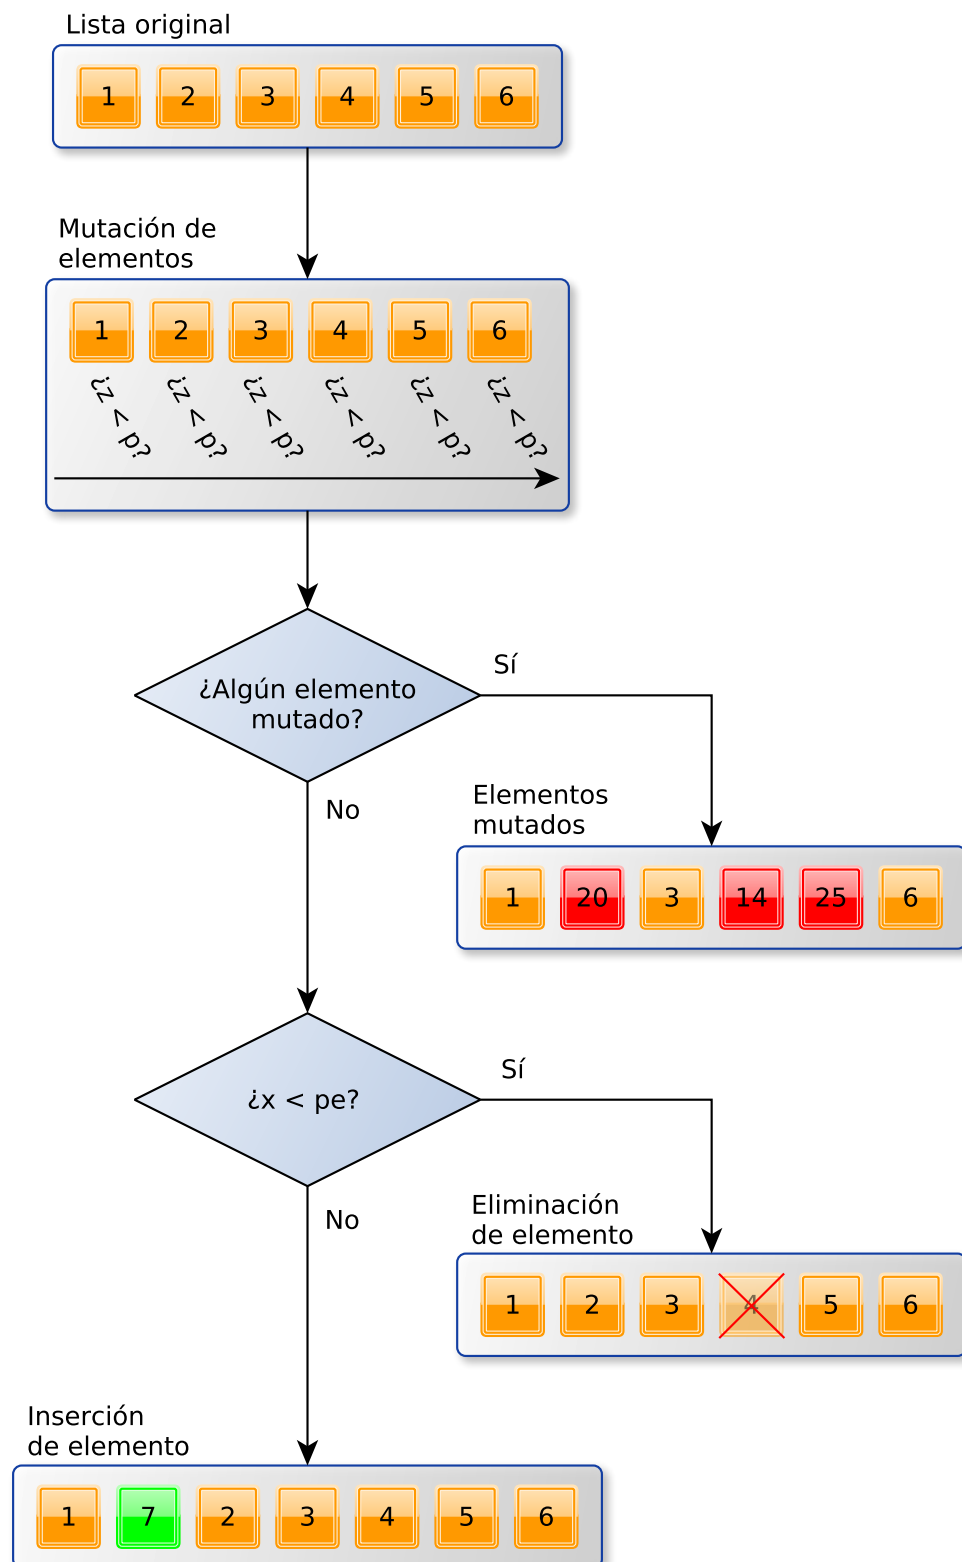 Lista original
1 2 3 4 5 6
Mutación de
elementos
1 2 3 4 5 6
¿z < p? ¿z < p? ¿z < p? ¿z < p? ¿z < p? ¿z < p?
¿Algún elemento
mutado?
Sí
No
Elementos
mutados
1 20 3 14 25 6
¿x < pe?
Sí
No
Eliminación
de elemento
1 2 3 4 5 6
Inserción
de elemento
1 7 2 3 4 5 6